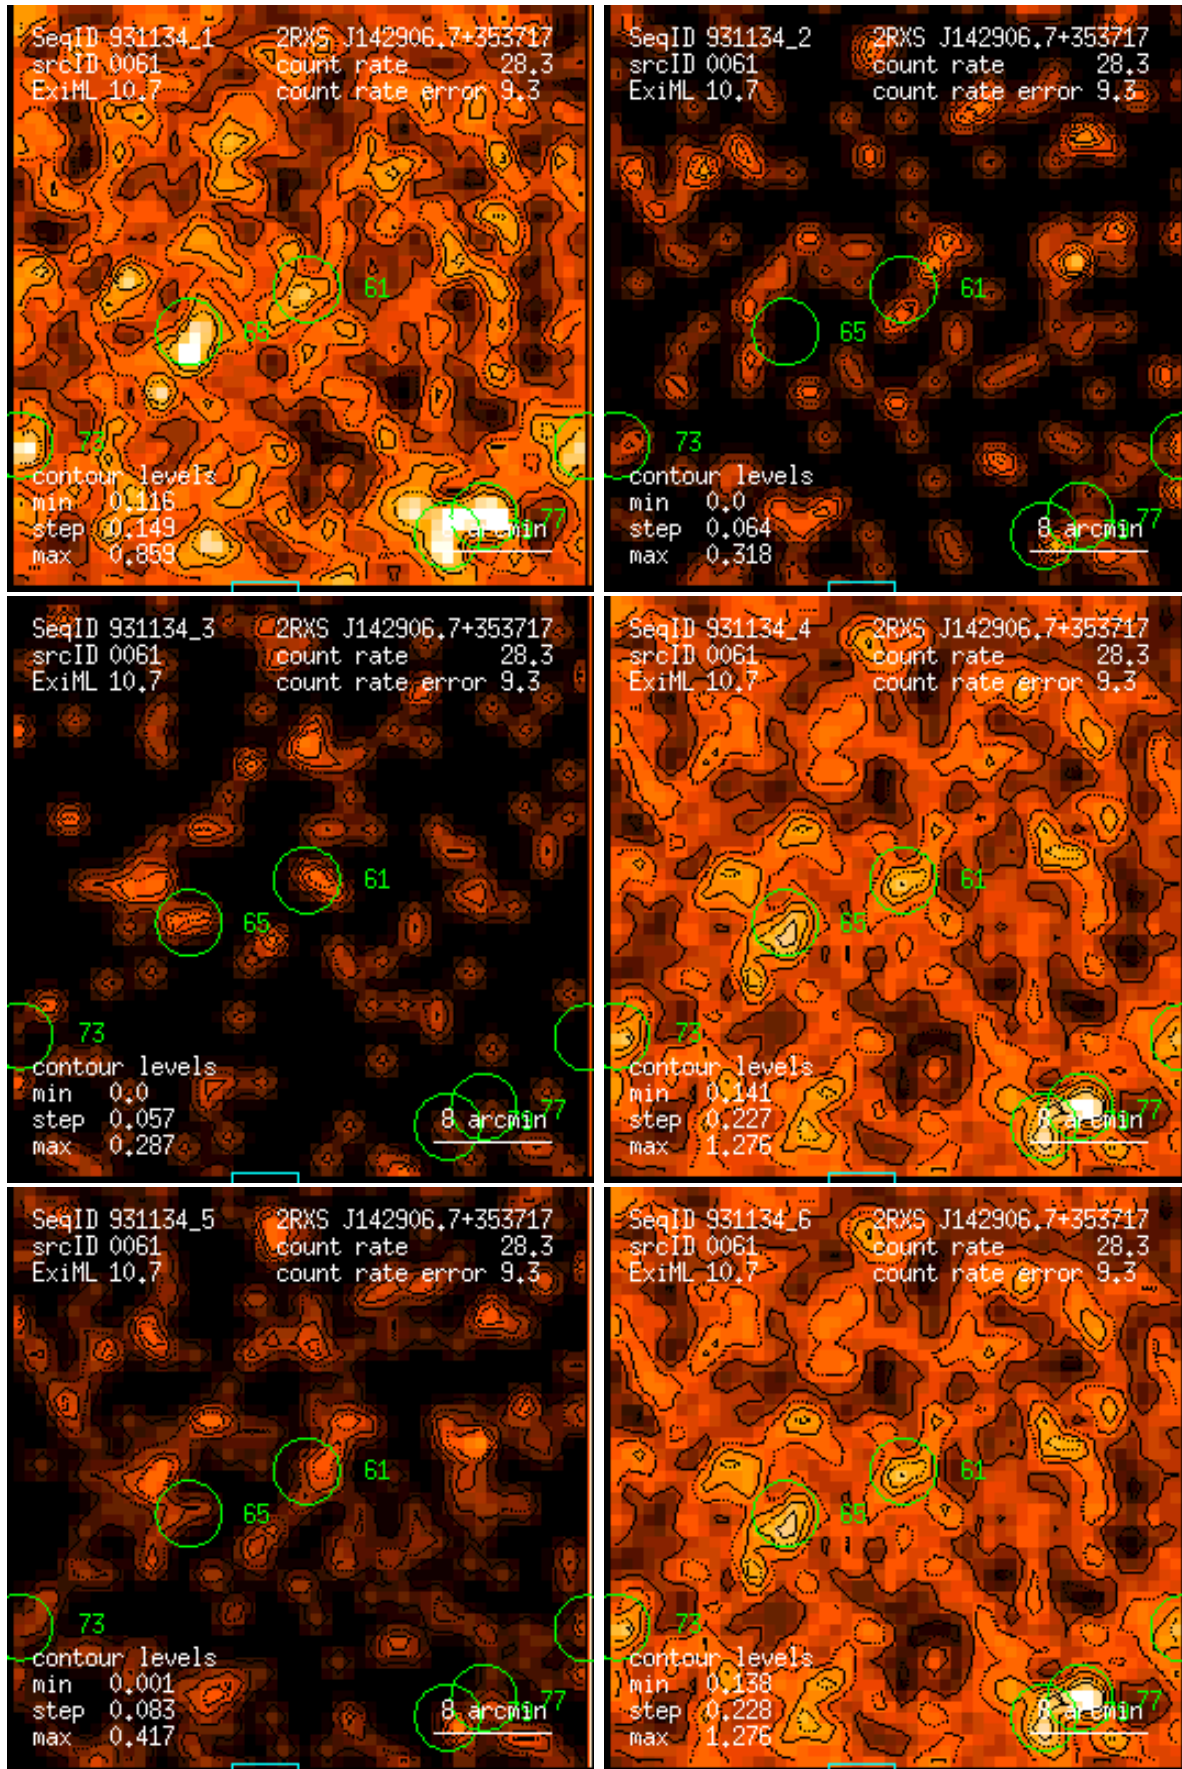 SeqID 931134_1 2RXS J142906.7+353717
srcID 0061 count rate 28.3
ExiML 10.7 count rate error 9.3
61
65
73
contour levels
min 0.116
step 0.149
max 0.859
77
8 arcmin
SeqID 931134_2 2RXS J142906.7+353717
srcID 0061 count rate 28.3
ExiML 10.7 count rate error 9.3
61
65
73
contour levels
min 0.0
step 0.064
max 0.318
77
8 arcmin
SeqID 931134_3 2RXS J142906.7+353717
srcID 0061 count rate 28.3
ExiML 10.7 count rate error 9.3
61
65
73
contour levels
min 0.0
step 0.057
max 0.287
77
8 arcmin
SeqID 931134_4 2RXS J142906.7+353717
srcID 0061 count rate 28.3
ExiML 10.7 count rate error 9.3
61
65
73
contour levels
min 0.141
step 0.227
max 1.276
77
8 arcmin
SeqID 931134_5 2RXS J142906.7+353717
srcID 0061 count rate 28.3
ExiML 10.7 count rate error 9.3
61
65
73
contour levels
min 0.001
step 0.083
max 0.417
77
8 arcmin
SeqID 931134_6 2RXS J142906.7+353717
srcID 0061 count rate 28.3
ExiML 10.7 count rate error 9.3
61
65
73
contour levels
min 0.138
step 0.228
max 1.276
77
8 arcmin